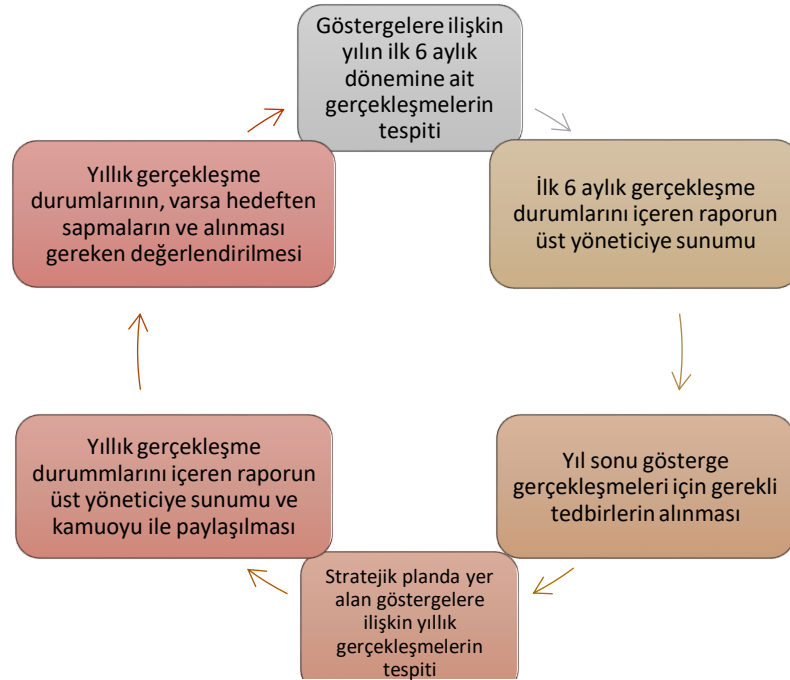 Göstergelere ilişkin
yılın ilk 6 aylık
dönemine ait
gerçekleşmelerin
tespiti
İlk 6 aylık gerçekleşme
durumlarını içeren raporun
üst yöneticiye sunumu
Yıl sonu gösterge
gerçekleşmeleri için gerekli
tedbirlerin alınması
Stratejik planda yer
alan göstergelere
ilişkin yıllık
gerçekleşmelerin
tespiti
Yıllık gerçekleşme
durummlarını içeren raporun
üst yöneticiye sunumu ve
kamuoyu ile paylaşılması
Yıllık gerçekleşme
durumlarının, varsa hedeften
sapmaların ve alınması
gereken değerlendirilmesi